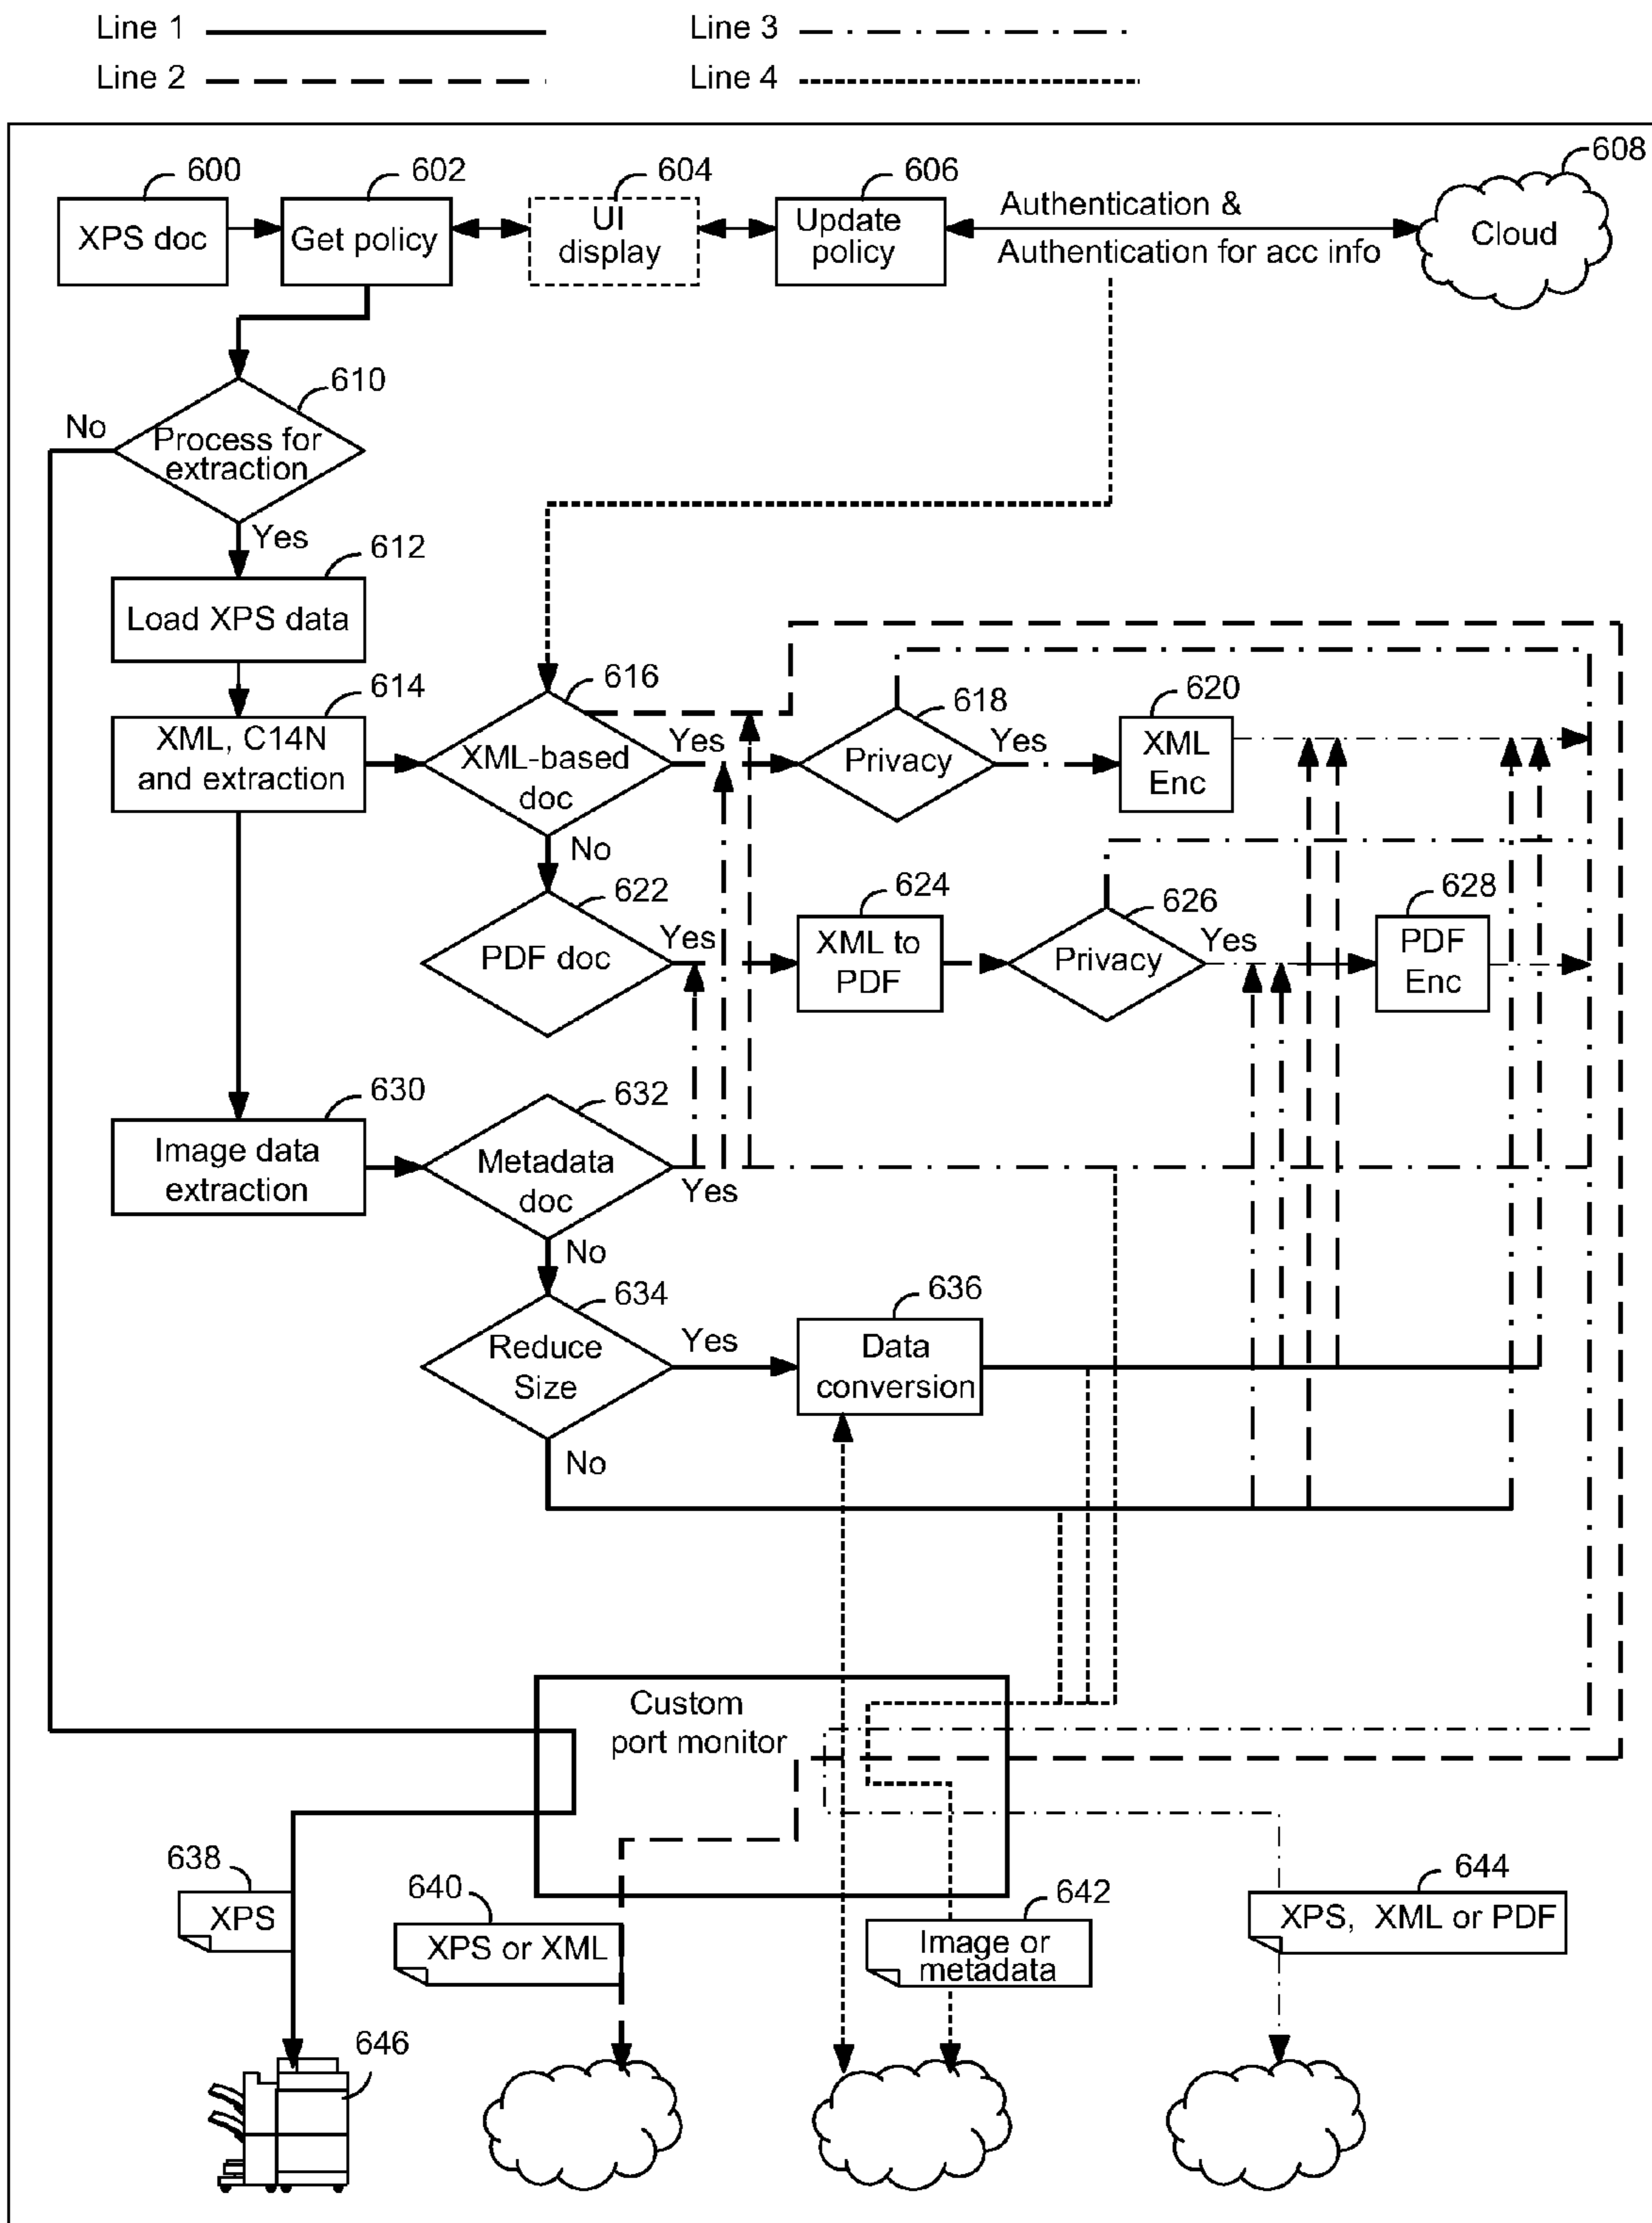 Line 1
Line 3
Line 2
Line 4
600
602
604
606
608
XPS doc
Get policy
UI
display
Update
policy
Authentication &
Authentication for acc info
Cloud
610
No
Process for
extraction
Yes
612
Load XPS data
614
XML, C14N
and extraction
616
XML-based
doc
Yes
618
Privacy
Yes
620
XML
Enc
No
622
PDF doc
Yes
624
XML to
PDF
626
Privacy
Yes
628
PDF
Enc
630
Image data
extraction
632
Metadata
doc
Yes
No
634
Reduce
Size
Yes
636
Data
conversion
No
Custom
port monitor
638
XPS
640
XPS or XML
642
Image or
metadata
644
XPS, XML or PDF
646